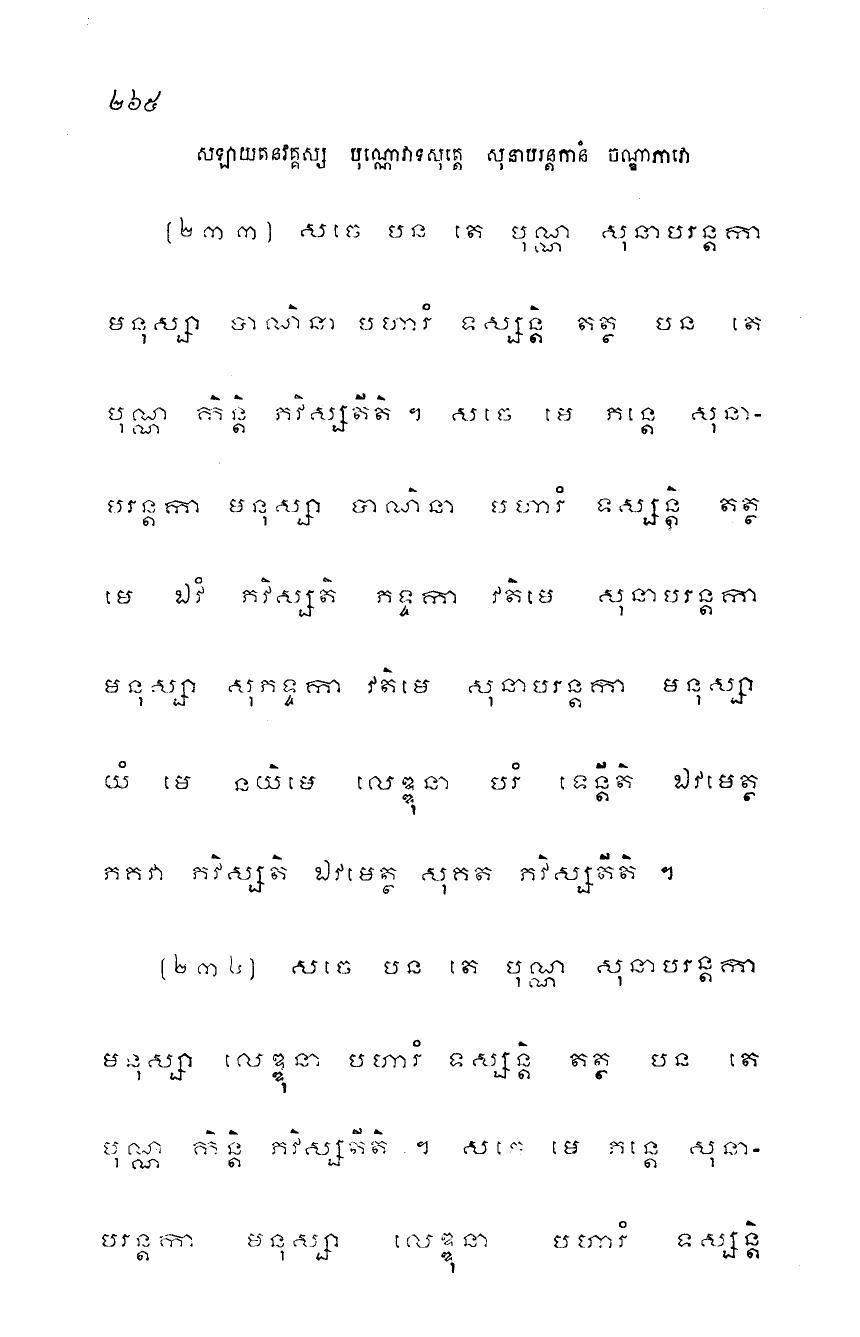 ២៦៥
សឡាយតនវគ្គស្ស បុណ្ណោវាទសុត្តេ សុនាបរន្តកានំ ចណ្ឌាភាវោ
(២៣៣) សចេ បន តេ បុណ្ណ សុនាបរន្តកា
មនុស្សា បាណិនា បហារំ ទស្សន្តិ តត្ថ បន តេ
បុណ្ណ កិន្តិ ភវិស្សតីតិ ។ សចេ មេ ភន្តេ សុនា-
បរន្តកា មនុស្សា បាណិនា បហារំ ទស្សន្តិ តត្ថ
មេ ឯវំ ភវិស្សតិ ភទ្ទកា វតិមេ សុនាបរន្តកា
មនុស្សា សុភទ្ទកា វតិមេ សុនាបរន្តកា មនុស្សា
យំ មេ នយិមេ លេឌ្ឌុនា បរំ ទេន្តីតិ ឯវមេត្ថ
ភគវា ភវិស្សតិ ឯវមេត្ថ សុគត ភវិស្សតីតិ ។
(២៣៤) សចេ បន តេ បុណ្ណ សុនាបរន្តកា
មនុស្សា លេឌ្ឌុនា បហារំ ទស្សន្តិ តត្ថ បន តេ
បុណ្ណ កិន្តិ ភវិស្សតីតិ ។ សចេ មេ ភន្តេ សុនា-
បរន្តកា មនុស្សា លេឌ្ឌុនា បហារំ ទស្សន្តិ